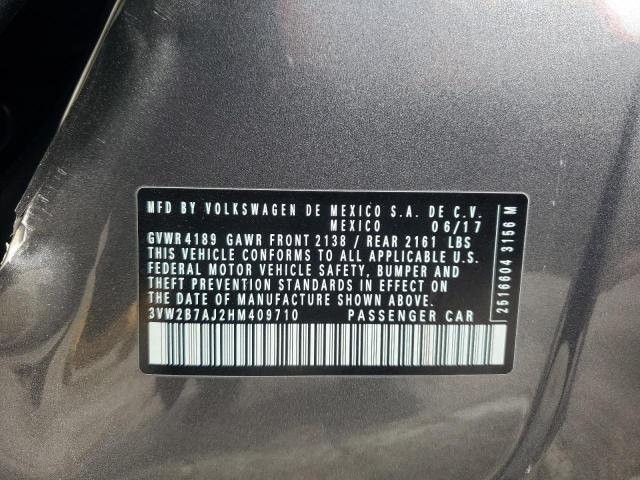 MFD BY VOLKSWAGEN DE MEXICO S.A. DE C.V.
MEXICO 06/17
GVWR 4189 GAWR FRONT 2138 / REAR 2161 LBS
THIS VEHICLE CONFORMS TO ALL APPLICABLE U.S.
FEDERAL MOTOR VEHICLE SAFETY, BUMPER AND
THEFT PREVENTION STANDARDS IN EFFECT ON THE
DATE OF MANUFACTURE SHOWN ABOVE.
3VW2B7AJ2HM409710 PASSENGER CAR
2516604 3156 M